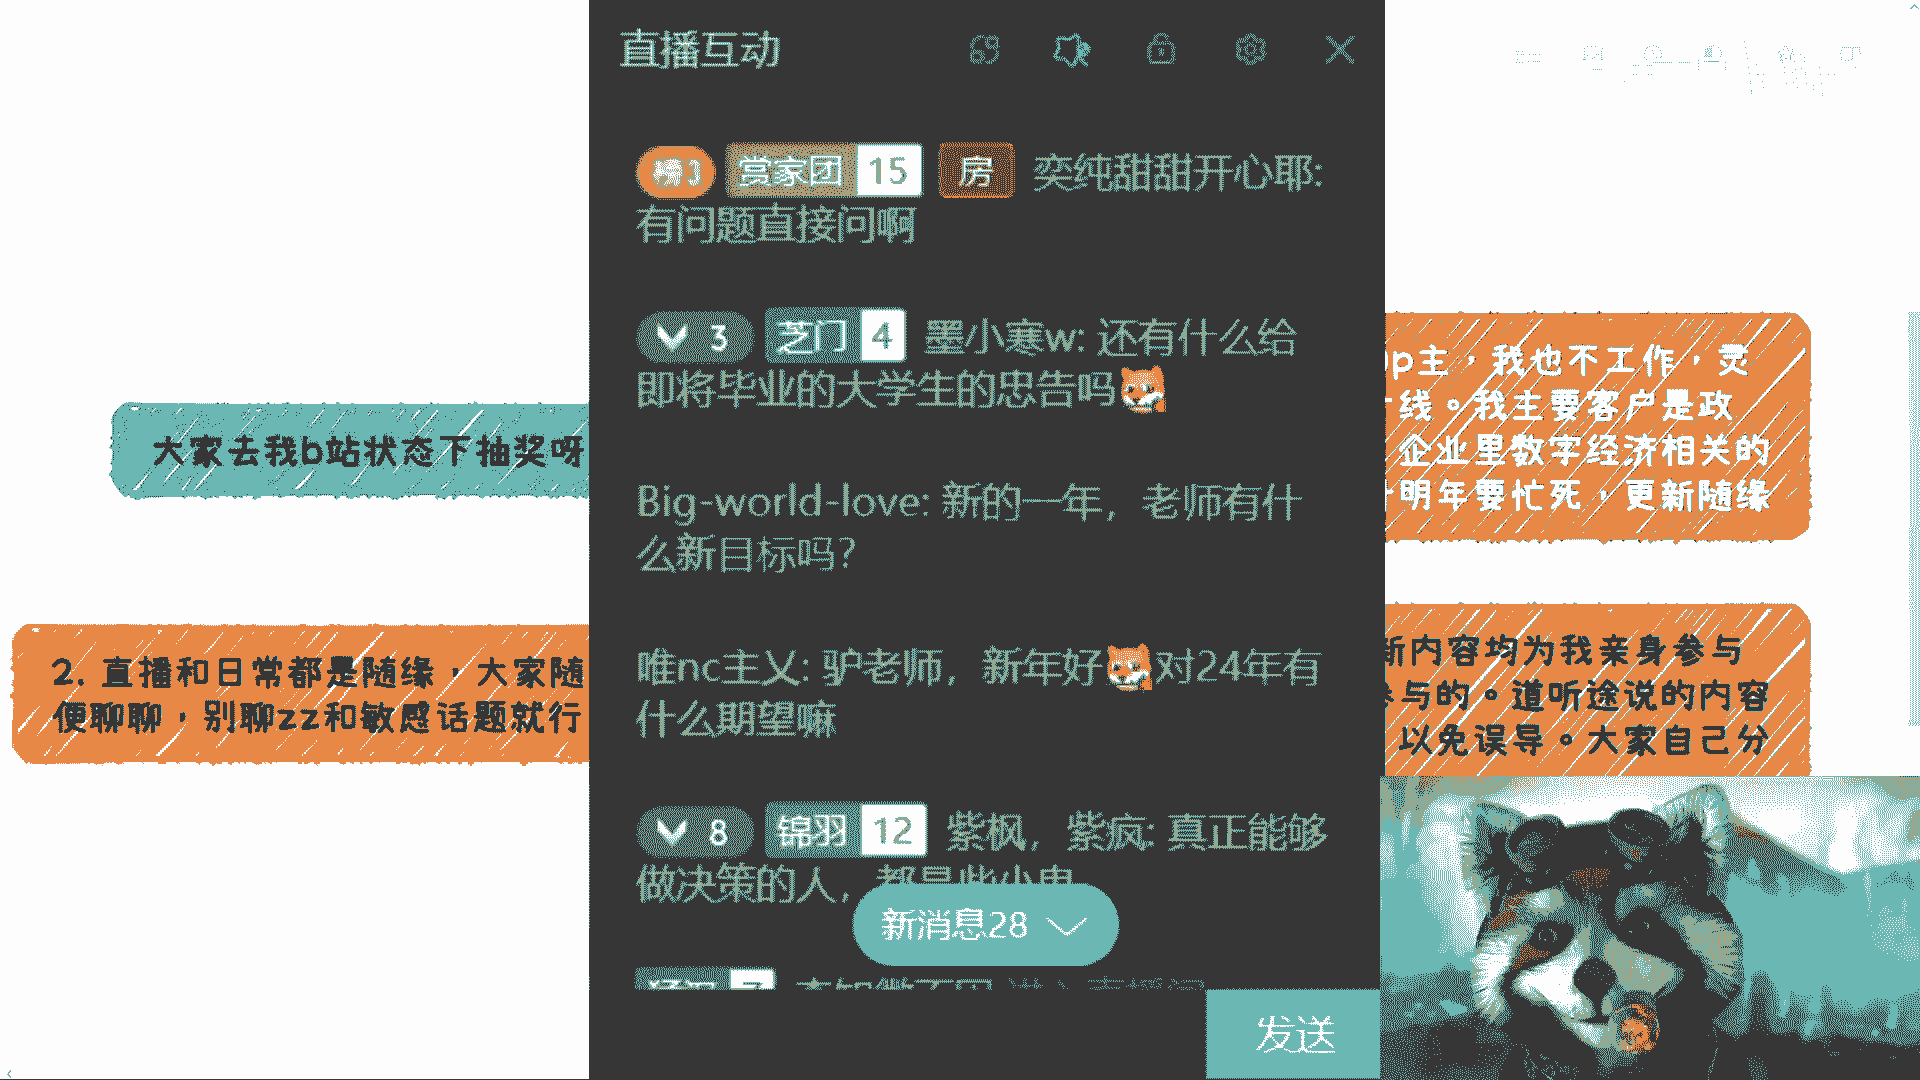 直播互动
赏家团 15 房 奕纯甜甜开心耶:
有问题直接问啊
3 芝门 4 墨小寒w: 还有什么给
即将毕业的大学生的忠告吗
Big-world-love: 新的一年，老师有什
么新目标吗？
唯nc主乂: 驴老师，新年好 对24年有
什么期望嘛
8 锦羽 12 紫枫，紫疯: 真正能够
做决策的人，都是些小鬼
新消息28
发送
大家去我b站状态下抽奖呀
2. 直播和日常都是随缘，大家随
便聊聊，别聊zz和敏感话题就行
up主，我也不工作，灵
线。我主要客户是政
企业里数字经济相关的
明年要忙死，更新随缘
新内容均为我亲身参与
参与的。道听途说的内容
以免误导。大家自己分